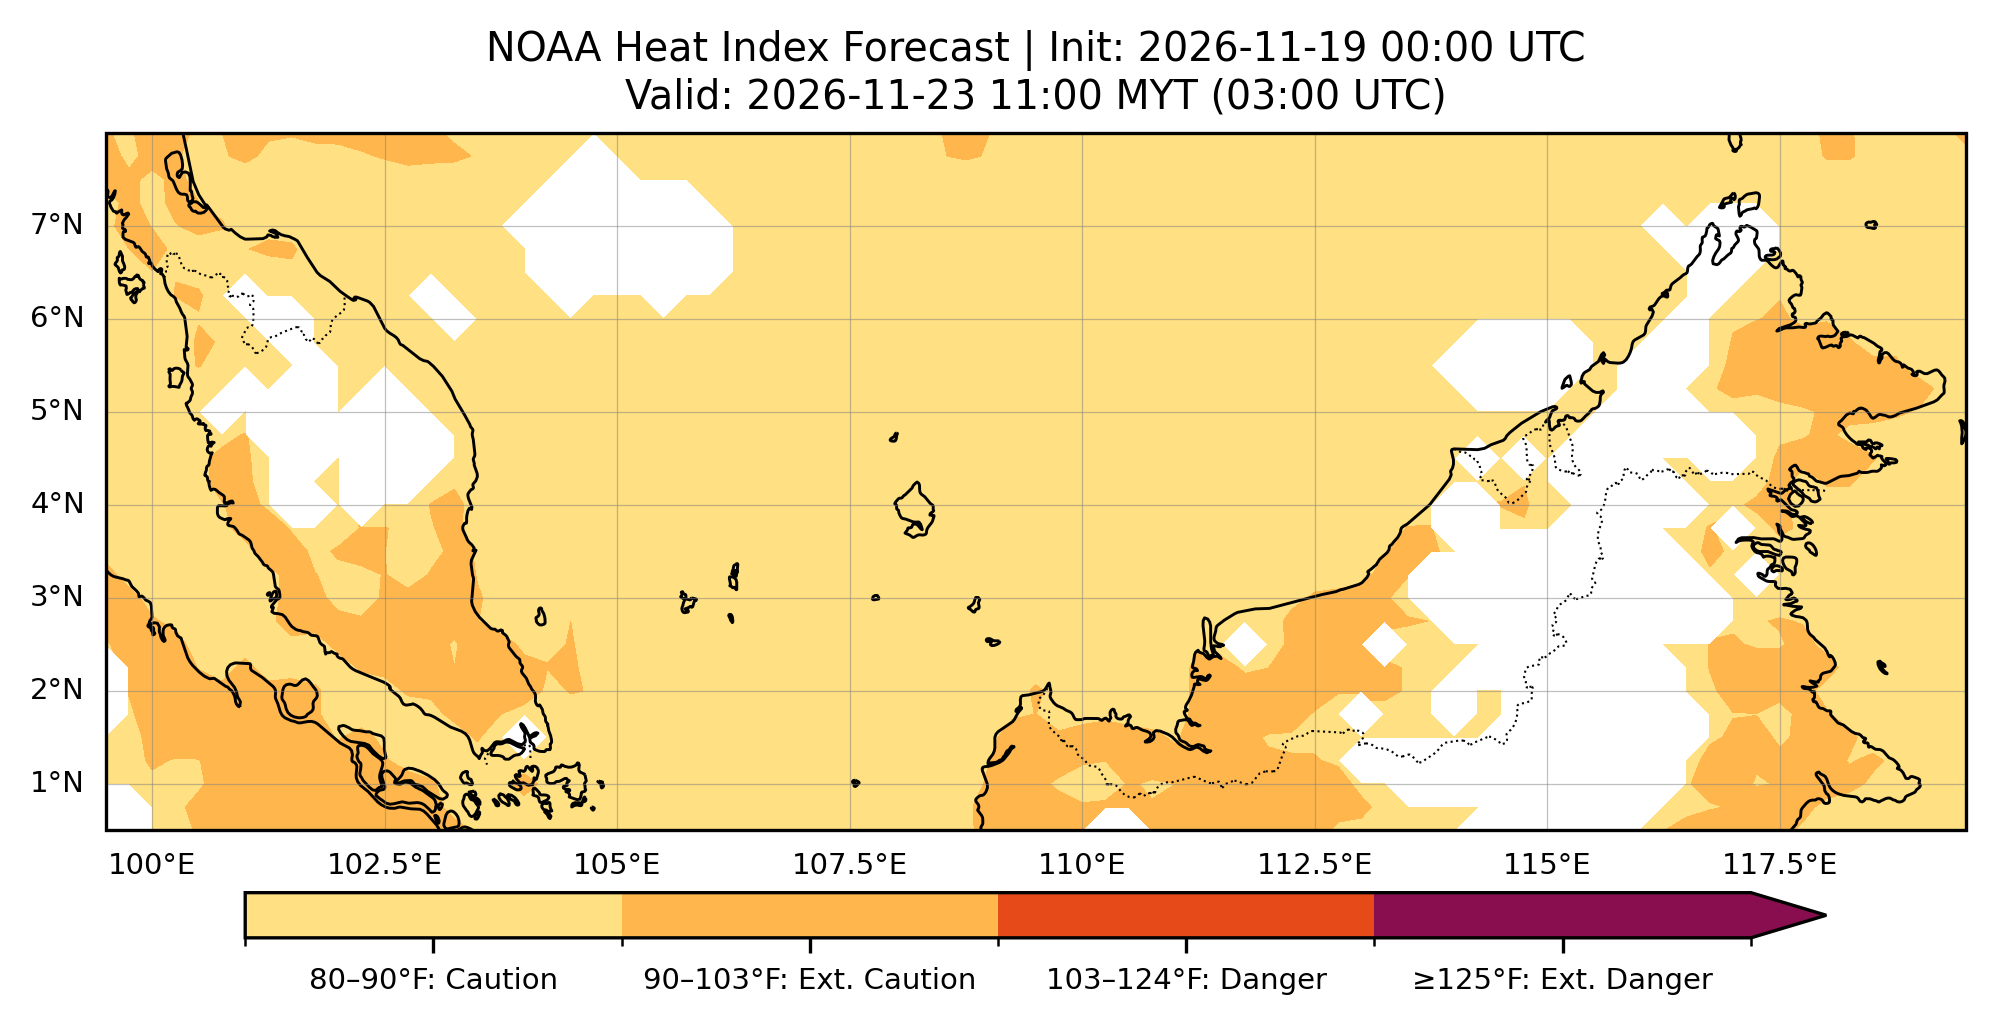 NOAA Heat Index Forecast | Init: 2026-11-19 00:00 UTC
Valid: 2026-11-23 11:00 MYT (03:00 UTC)
7°N
6°N
5°N
4°N
3°N
2°N
1°N
100°E 102.5°E 105°E 107.5°E 110°E 112.5°E 115°E 117.5°E
80–90°F: Caution 90–103°F: Ext. Caution 103–124°F: Danger ≥125°F: Ext. Danger